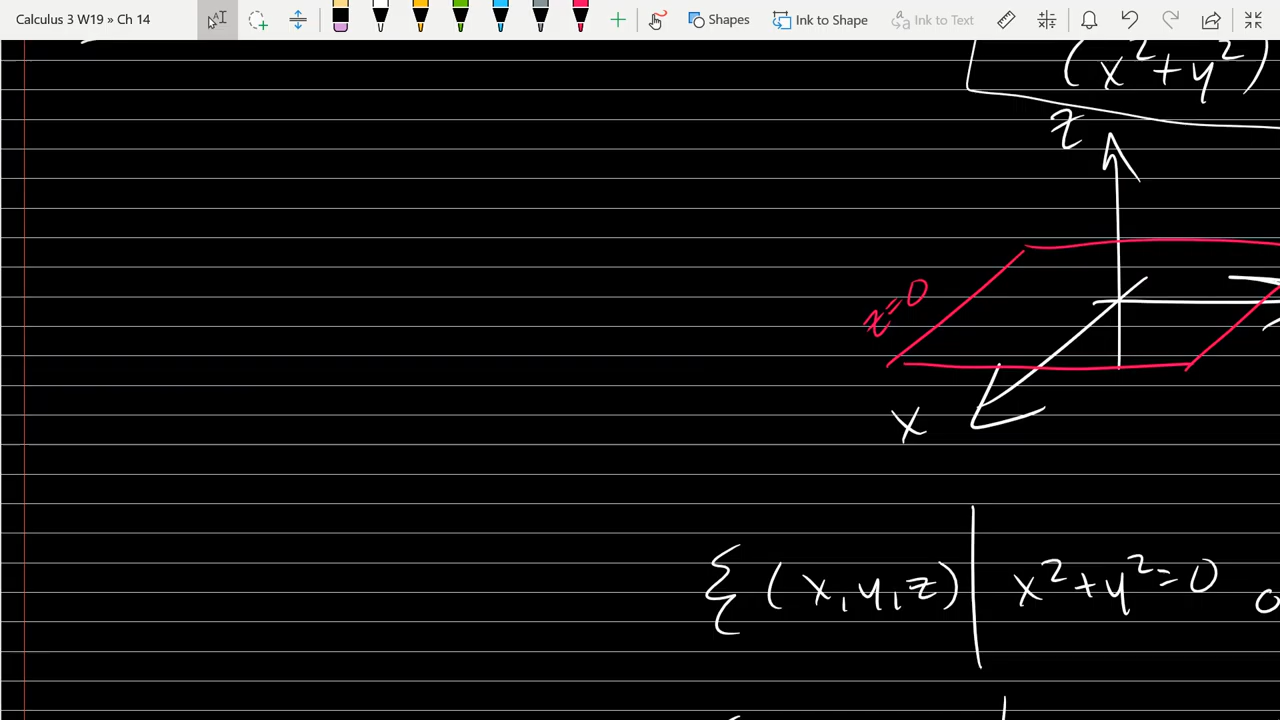 Calculus 3 W19 » Ch 14
Shapes
Ink to Shape
Ink to Text
(x²+y²)
z
z=0
x
{ (x,y,z) | x²+y²=0